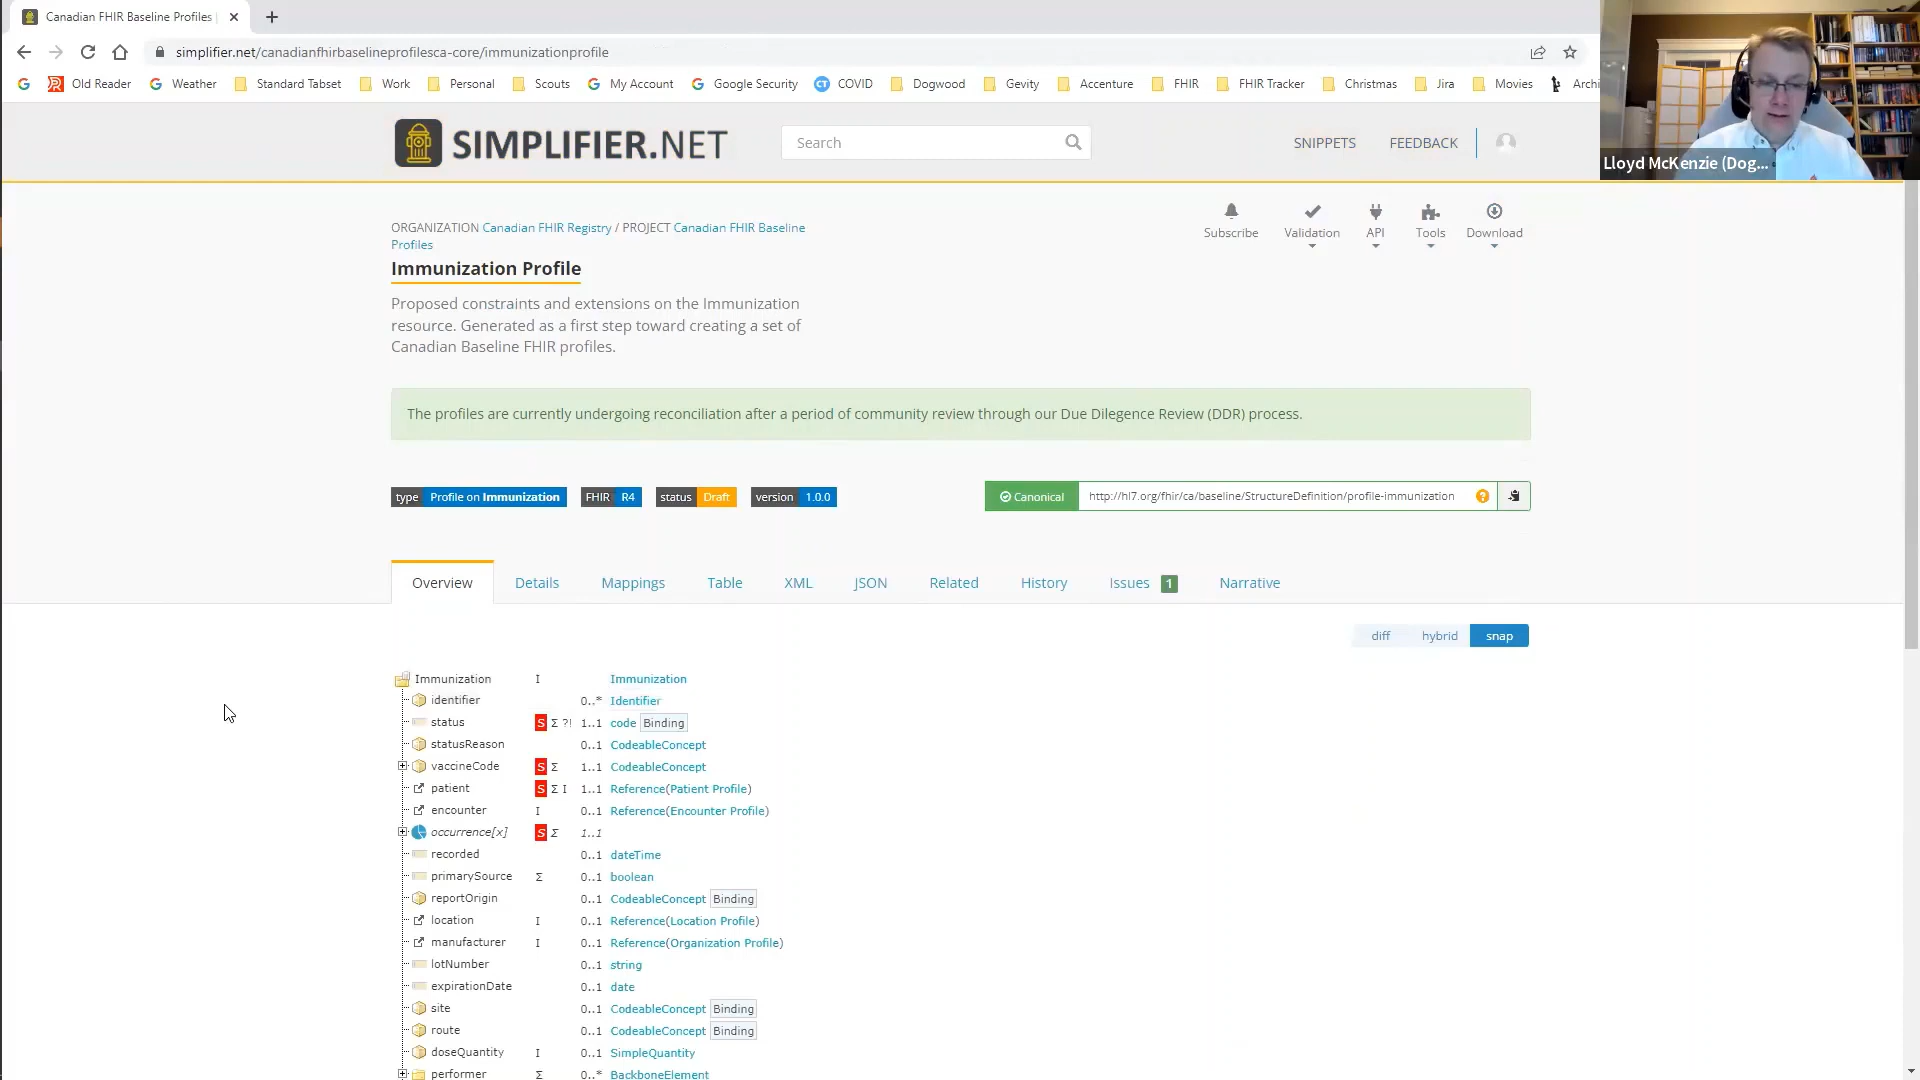 Canadian FHIR Baseline Profiles |
simplifier.net/canadianfhirbaselineprofilesca-core/immunizationprofile
Old Reader Weather Standard Tabset Work Personal Scouts My Account Google Security COVID Dogwood Gevity Accenture FHIR FHIR Tracker Christmas Jira Movies Archi
Lloyd McKenzie (Dog...
SIMPLIFIER.NET
Search
SNIPPETS FEEDBACK
Subscribe Validation API Tools Download
ORGANIZATION Canadian FHIR Registry / PROJECT Canadian FHIR Baseline
Profiles
Immunization Profile
Proposed constraints and extensions on the Immunization
resource. Generated as a first step toward creating a set of
Canadian Baseline FHIR profiles.
The profiles are currently undergoing reconciliation after a period of community review through our Due Dilegence Review (DDR) process.
type Profile on Immunization FHIR R4 status Draft version 1.0.0
Canonical http://hl7.org/fhir/ca/baseline/StructureDefinition/profile-immunization ?
Overview Details Mappings Table XML JSON Related History Issues 1 Narrative
diff hybrid snap
Immunization I Immunization
identifier 0..* Identifier
status S Σ ?! 1..1 code Binding
statusReason 0..1 CodeableConcept
vaccineCode S Σ 1..1 CodeableConcept
patient S Σ I 1..1 Reference(Patient Profile)
encounter I 0..1 Reference(Encounter Profile)
occurrence[x] S Σ 1..1
recorded 0..1 dateTime
primarySource Σ 0..1 boolean
reportOrigin 0..1 CodeableConcept Binding
location I 0..1 Reference(Location Profile)
manufacturer I 0..1 Reference(Organization Profile)
lotNumber 0..1 string
expirationDate 0..1 date
site 0..1 CodeableConcept Binding
route 0..1 CodeableConcept Binding
doseQuantity I 0..1 SimpleQuantity
performer Σ 0..* BackboneElement